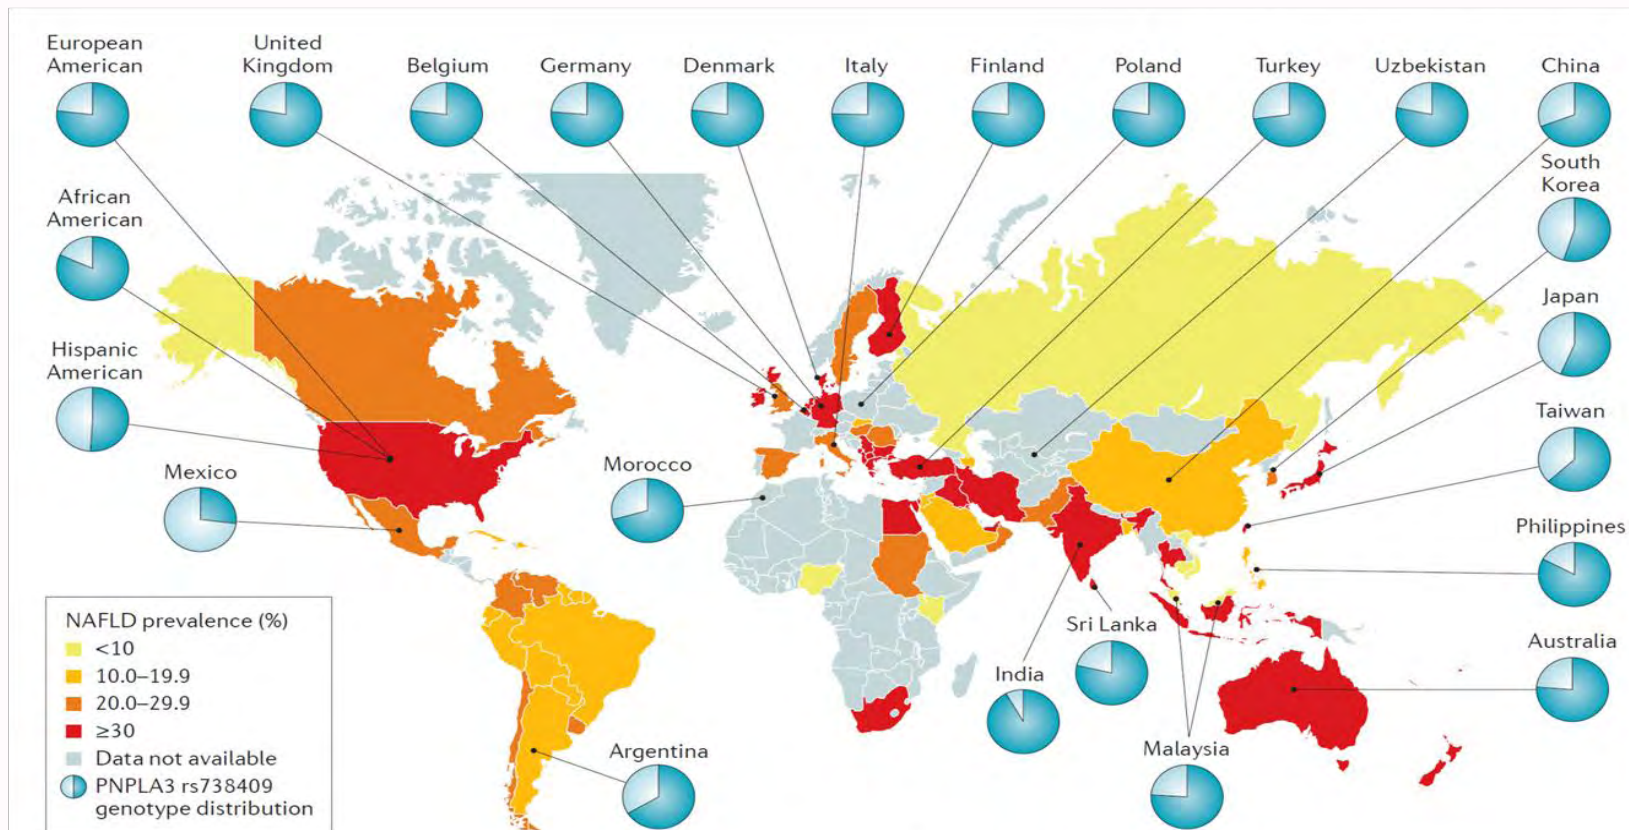 European
American
United
Kingdom
Belgium
Germany
Denmark
Italy
Finland
Poland
Turkey
Uzbekistan
China
South
Korea
African
American
Japan
Hispanic
American
Taiwan
Mexico
Morocco
Philippines
Sri Lanka
India
Australia
Malaysia
Argentina
NAFLD prevalence (%)
<10
10.0–19.9
20.0–29.9
≥30
Data not available
PNPLA3 rs738409
genotype distribution